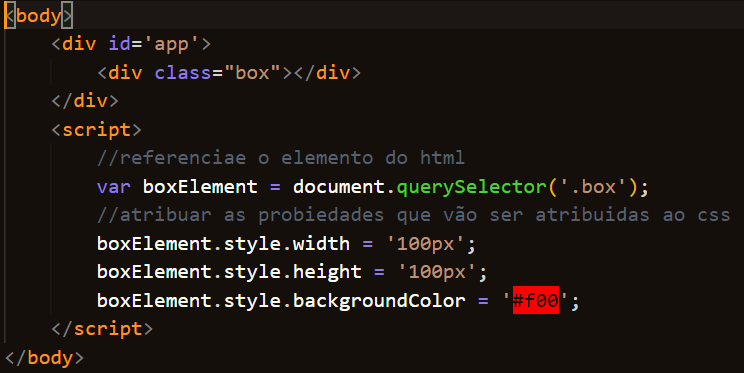 <body>
    <div id='app'>
        <div class="box"></div>
    </div>
    <script>
        //referenciae o elemento do html
        var boxElement = document.querySelector('.box');
        //atribuar as probiedades que vão ser atribuidas ao css
        boxElement.style.width = '100px';
        boxElement.style.height = '100px';
        boxElement.style.backgroundColor = '#f00';
    </script>
</body>